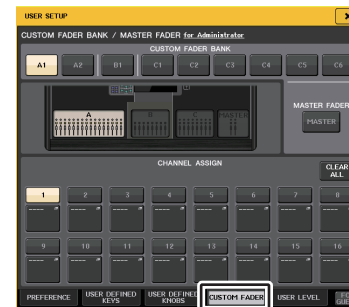 USER SETUP
CUSTOM FADER BANK / MASTER FADER for Administrator
CUSTOM FADER BANK
A1 A2 B1 C1 C2 C3 C4 C5 C6
A B C MASTER
MASTER FADER
MASTER
CHANNEL ASSIGN
CLEAR ALL
1 2 3 4 5 6 7 8
---- ---- ---- ---- ---- ---- ---- ----
9 10 11 12 13 14 15 16
---- ---- ---- ---- ---- ---- ---- ----
PREFERENCE USER DEFINED KEYS USER DEFINED KNOBS CUSTOM FADER USER LEVEL